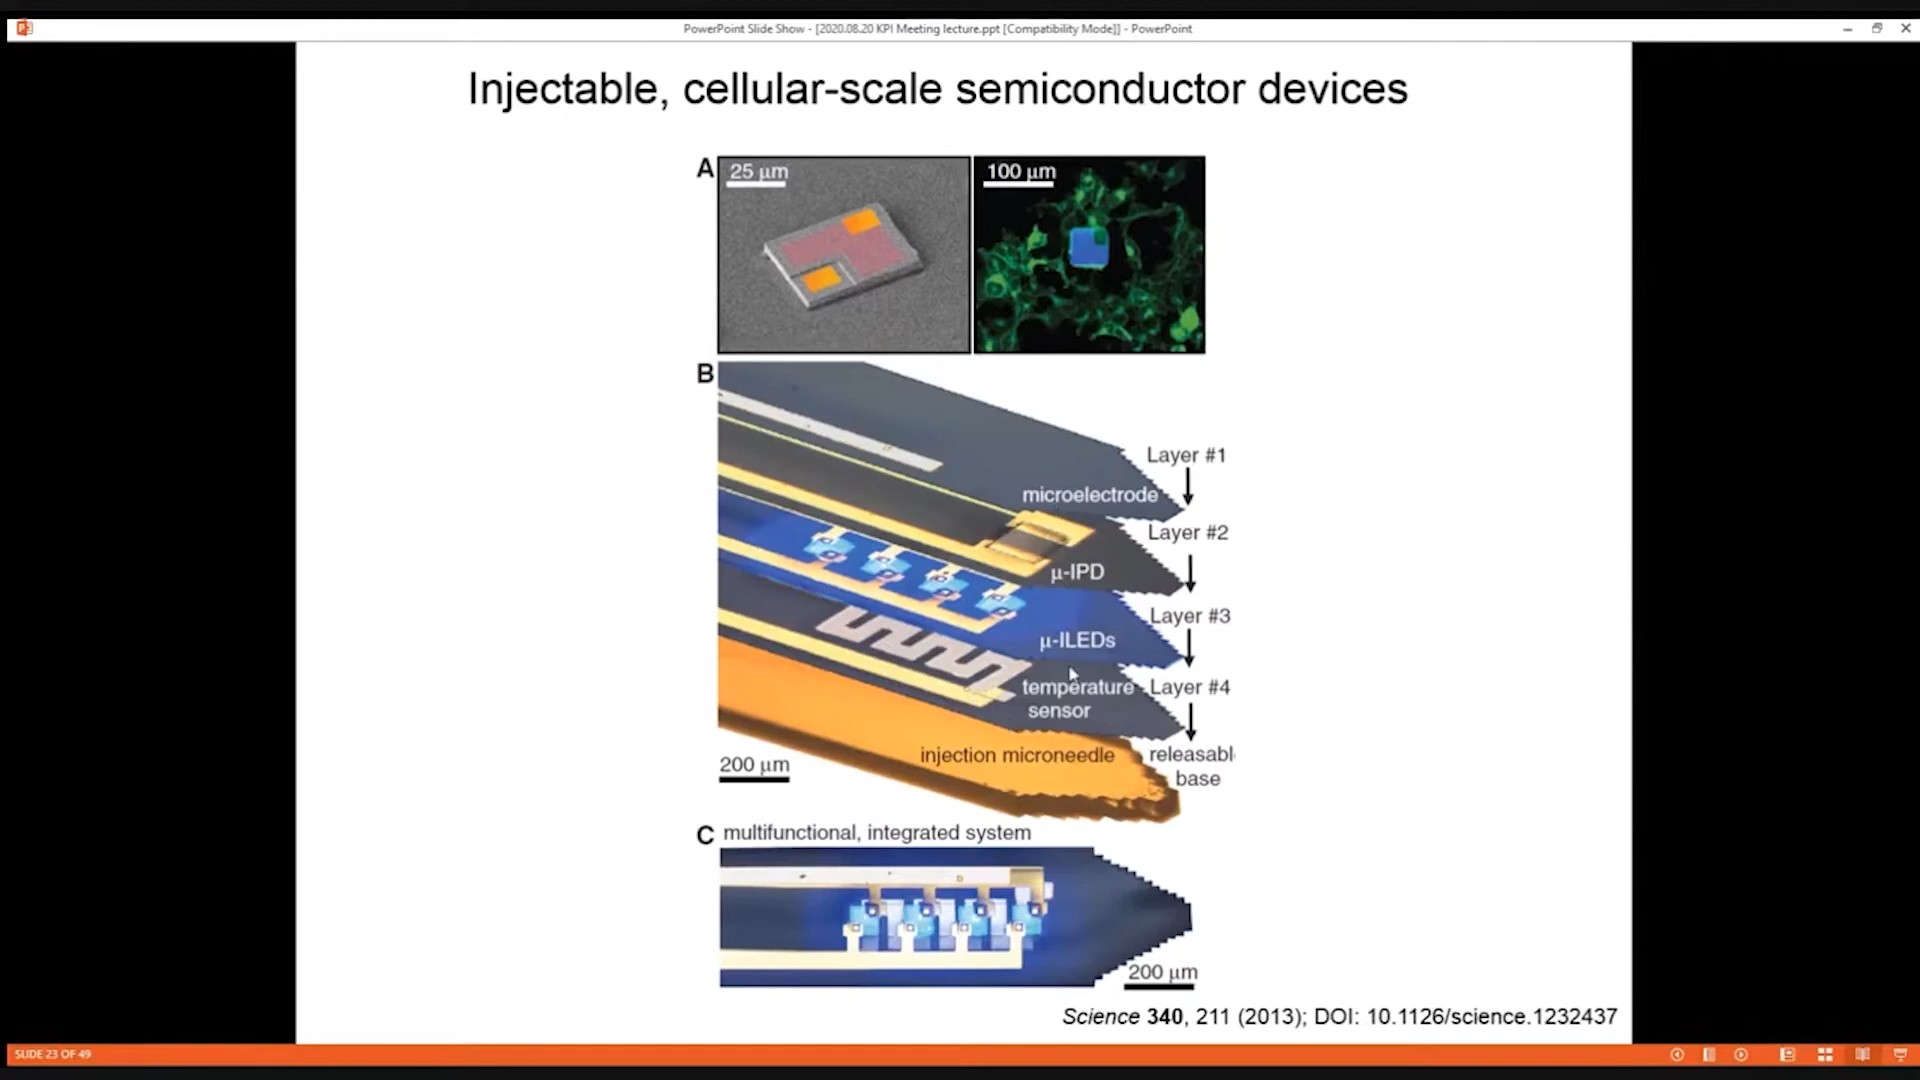 PowerPoint Slide Show - [2020.08.20 KPI Meeting lecture.ppt [Compatibility Mode]] - PowerPoint
Injectable, cellular-scale semiconductor devices
A
25 μm
100 μm
B
Layer #1
microelectrode
Layer #2
μ-IPD
Layer #3
μ-ILEDs
temperature
sensor
Layer #4
injection microneedle
releasabl
base
200 μm
C multifunctional, integrated system
200 μm
Science 340, 211 (2013); DOI: 10.1126/science.1232437
SLIDE 23 OF 49